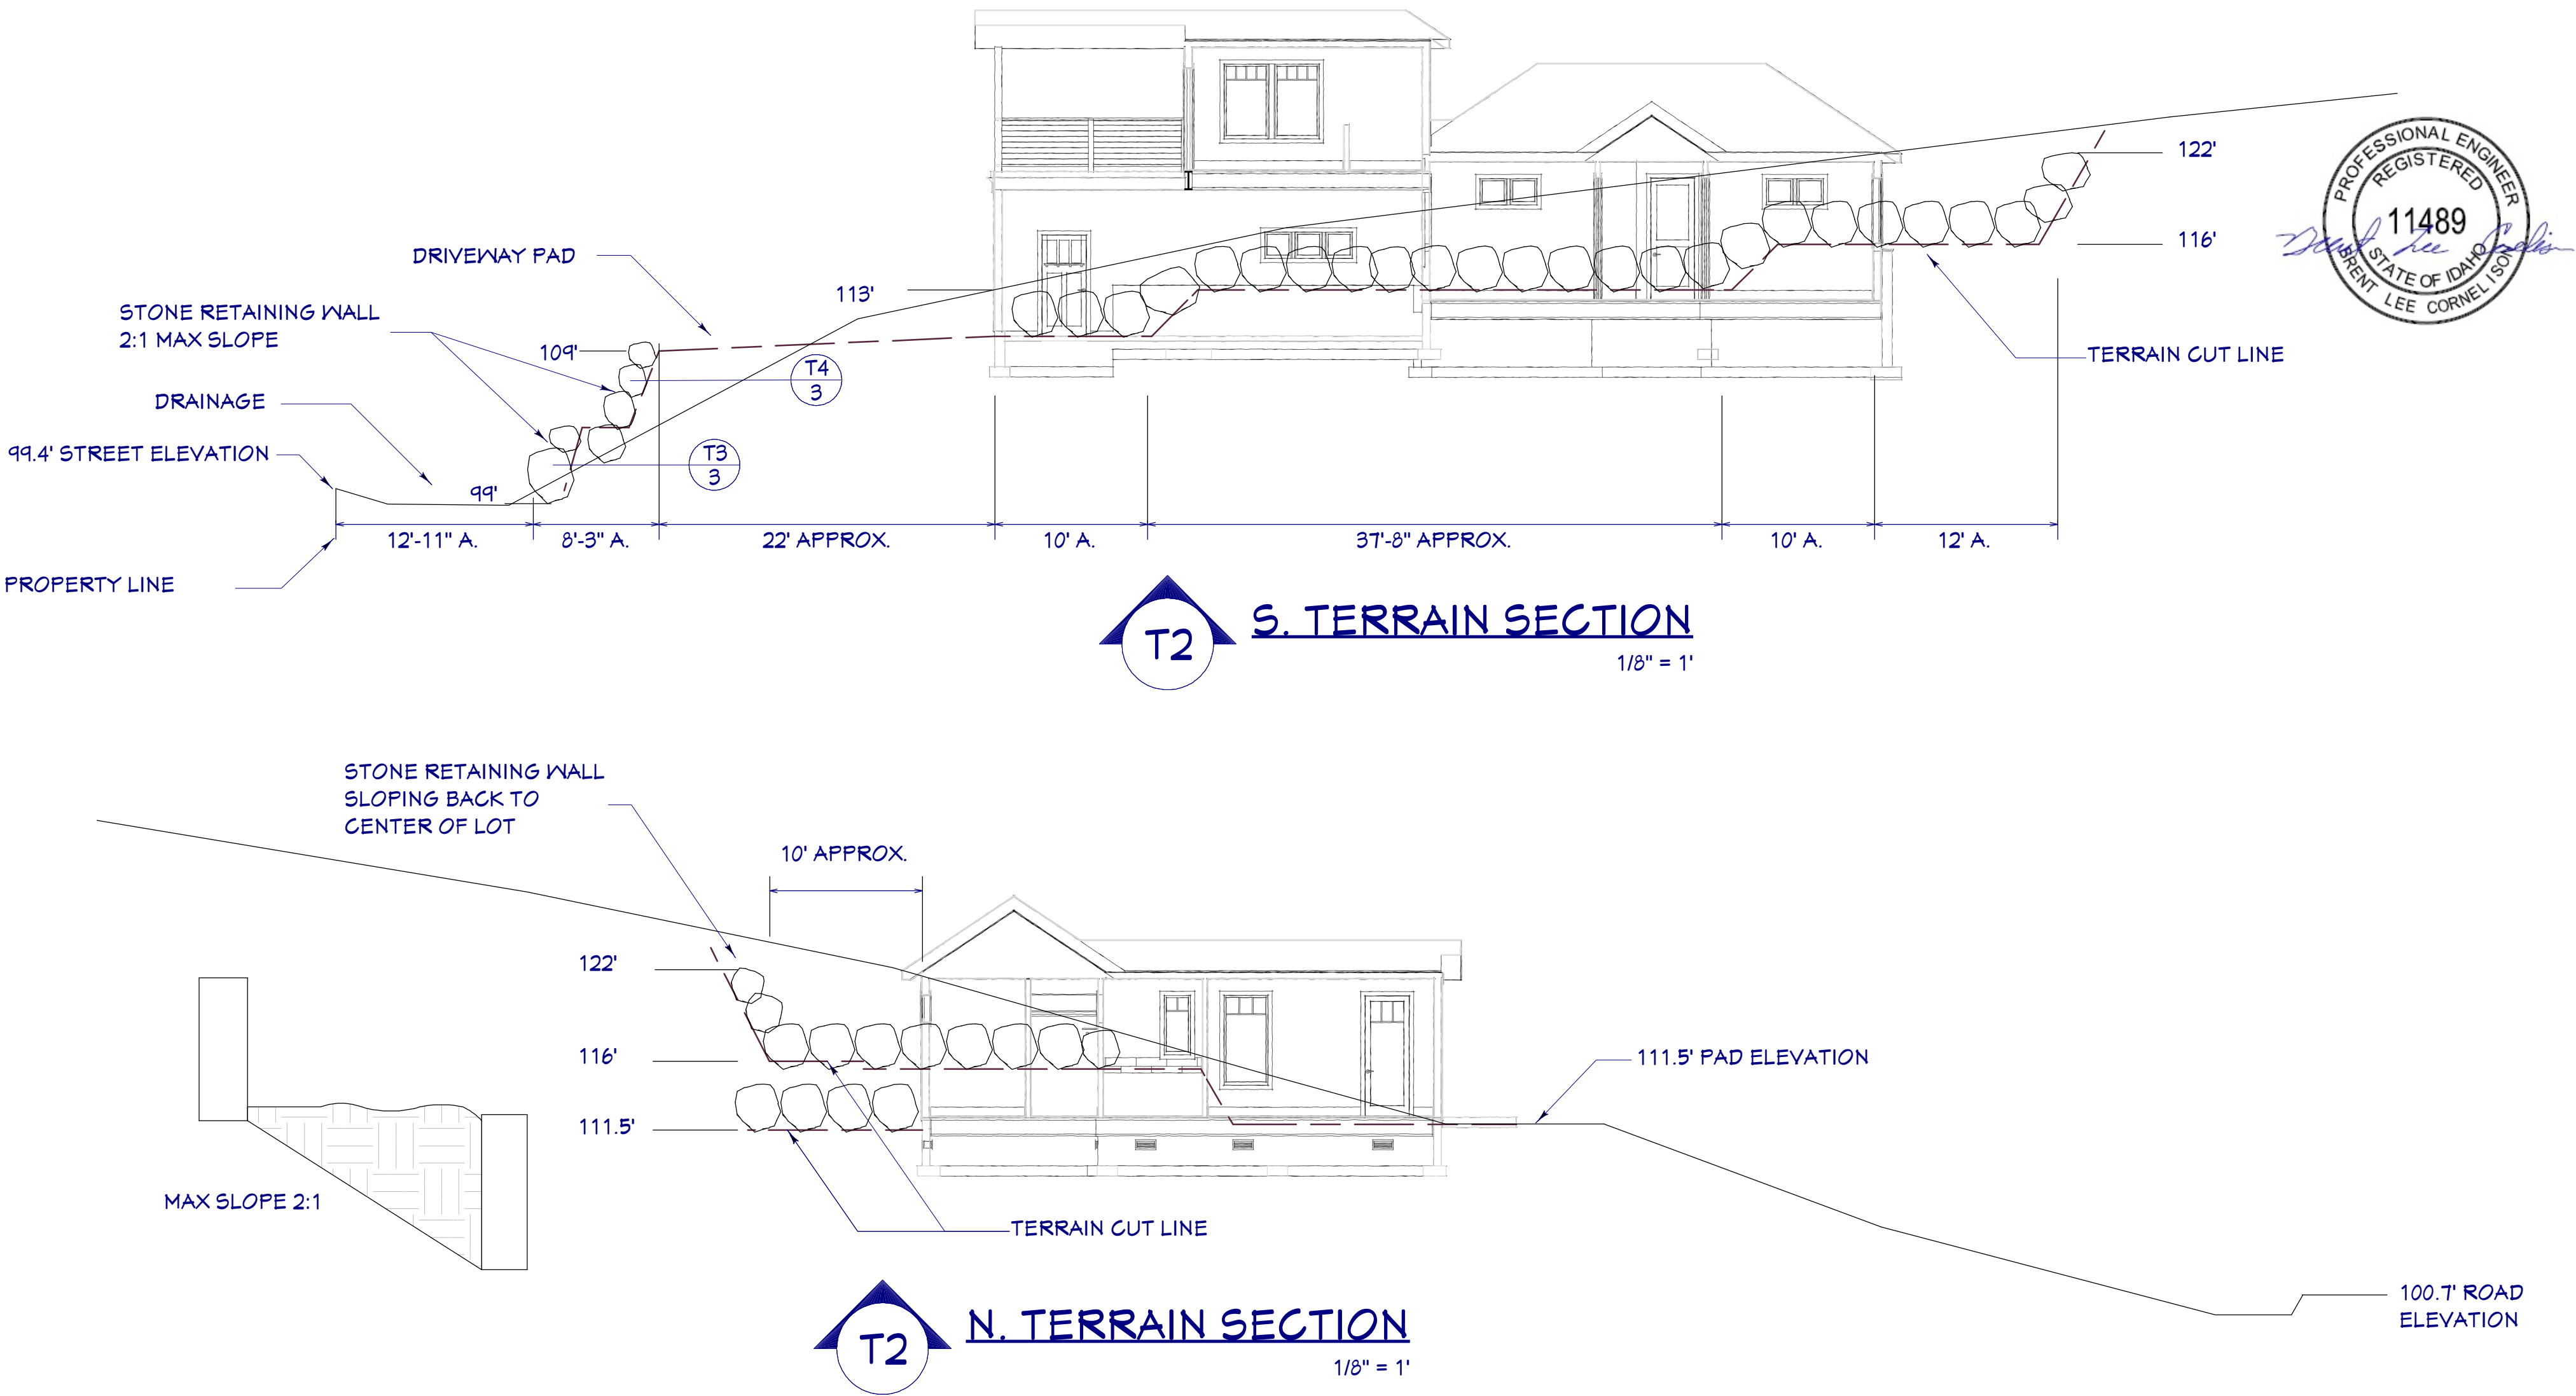 122'
116'
PROFESSIONAL ENGINEER
REGISTERED
11489
STATE OF IDAHO
BRENT LEE CORNELISON
DRIVEWAY PAD
113'
STONE RETAINING WALL
2:1 MAX SLOPE
109'
T4
3
TERRAIN CUT LINE
DRAINAGE
99.4' STREET ELEVATION
T3
3
99'
12'-11" A.
8'-3" A.
22' APPROX.
10' A.
37'-8" APPROX.
10' A.
12' A.
PROPERTY LINE
T2
S. TERRAIN SECTION
1/8" = 1'
STONE RETAINING WALL
SLOPING BACK TO
CENTER OF LOT
10' APPROX.
122'
116'
111.5'
111.5' PAD ELEVATION
MAX SLOPE 2:1
TERRAIN CUT LINE
100.7' ROAD
ELEVATION
T2
N. TERRAIN SECTION
1/8" = 1'